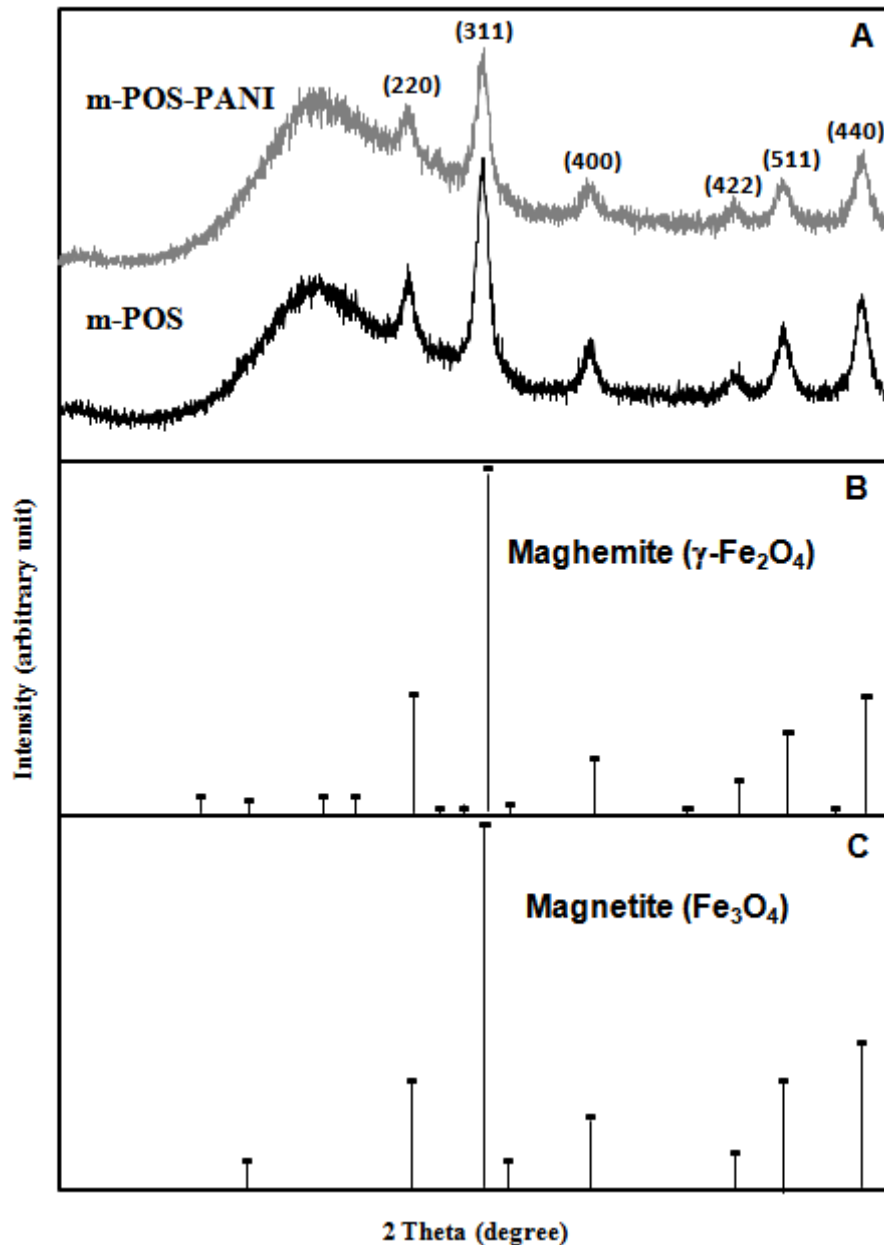 A
(311)
m-POS-PANI
(220)
(440)
(511)
(400)
(422)
m-POS
B
Maghemite (γ-Fe₂O₄)
C
Magnetite (Fe₃O₄)
Intensity (arbitrary unit)
2 Theta (degree)